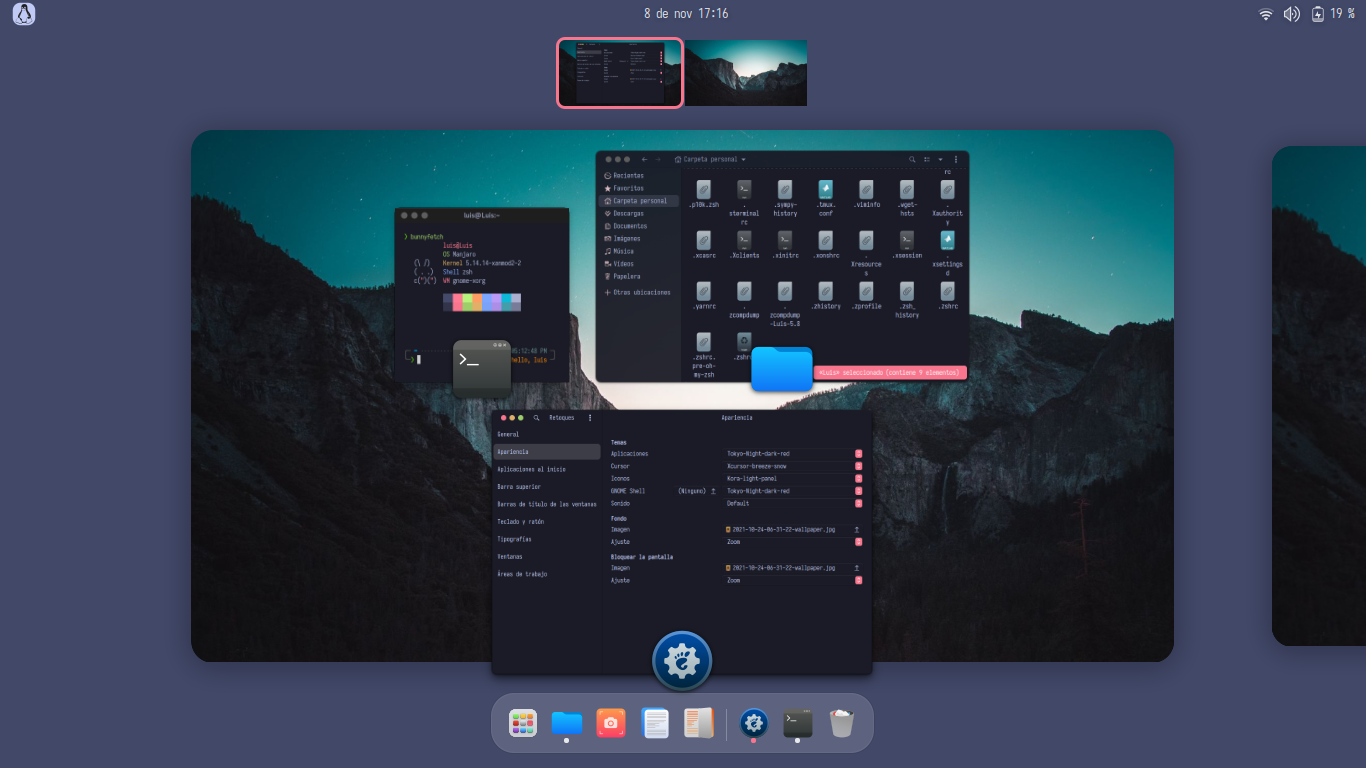 8 de nov 17:16
19 %
Carpeta personal
Recientes
Favoritos
Carpeta personal
Descargas
Documentos
Imágenes
Música
Vídeos
Papelera
Otras ubicaciones
rc
.p10k.zsh
.sterminalrc
.sympy-history
.tmux.conf
.viminfo
.wget-hsts
.Xauthority
.xcasrc
.Xclients
.xinitrc
.xonshrc
.Xresources
.xsession
.xsettingsd
.yarnrc
.zcompdump
.zcompdump-Luis-5.8
.zhistory
.zprofile
.zsh_history
.zshrc
.zshrc.pre-oh-my-zsh
«Luis» seleccionado (contiene 9 elementos)
luis@Luis:~
❯ bunnyfetch
luis@Luis
OS Manjaro
(\ /) Kernel 5.14.14-xanmod2-2
( . .) Shell zsh
c(")(") WM gnome-xorg
05:12:48 PM
hello, luis
Retoques
Apariencia
General
Apariencia
Aplicaciones al inicio
Barra superior
Barras de título de las ventanas
Teclado y ratón
Tipografías
Ventanas
Áreas de trabajo
Temas
Aplicaciones Tokyo-Night-dark-red
Cursor Xcursor-breeze-snow
Iconos Kora-light-panel
GNOME Shell (Ninguno) Tokyo-Night-dark-red
Sonido Default
Fondo
Imagen 2021-10-24-06-31-22-wallpaper.jpg
Ajuste Zoom
Bloquear la pantalla
Imagen 2021-10-24-06-31-22-wallpaper.jpg
Ajuste Zoom